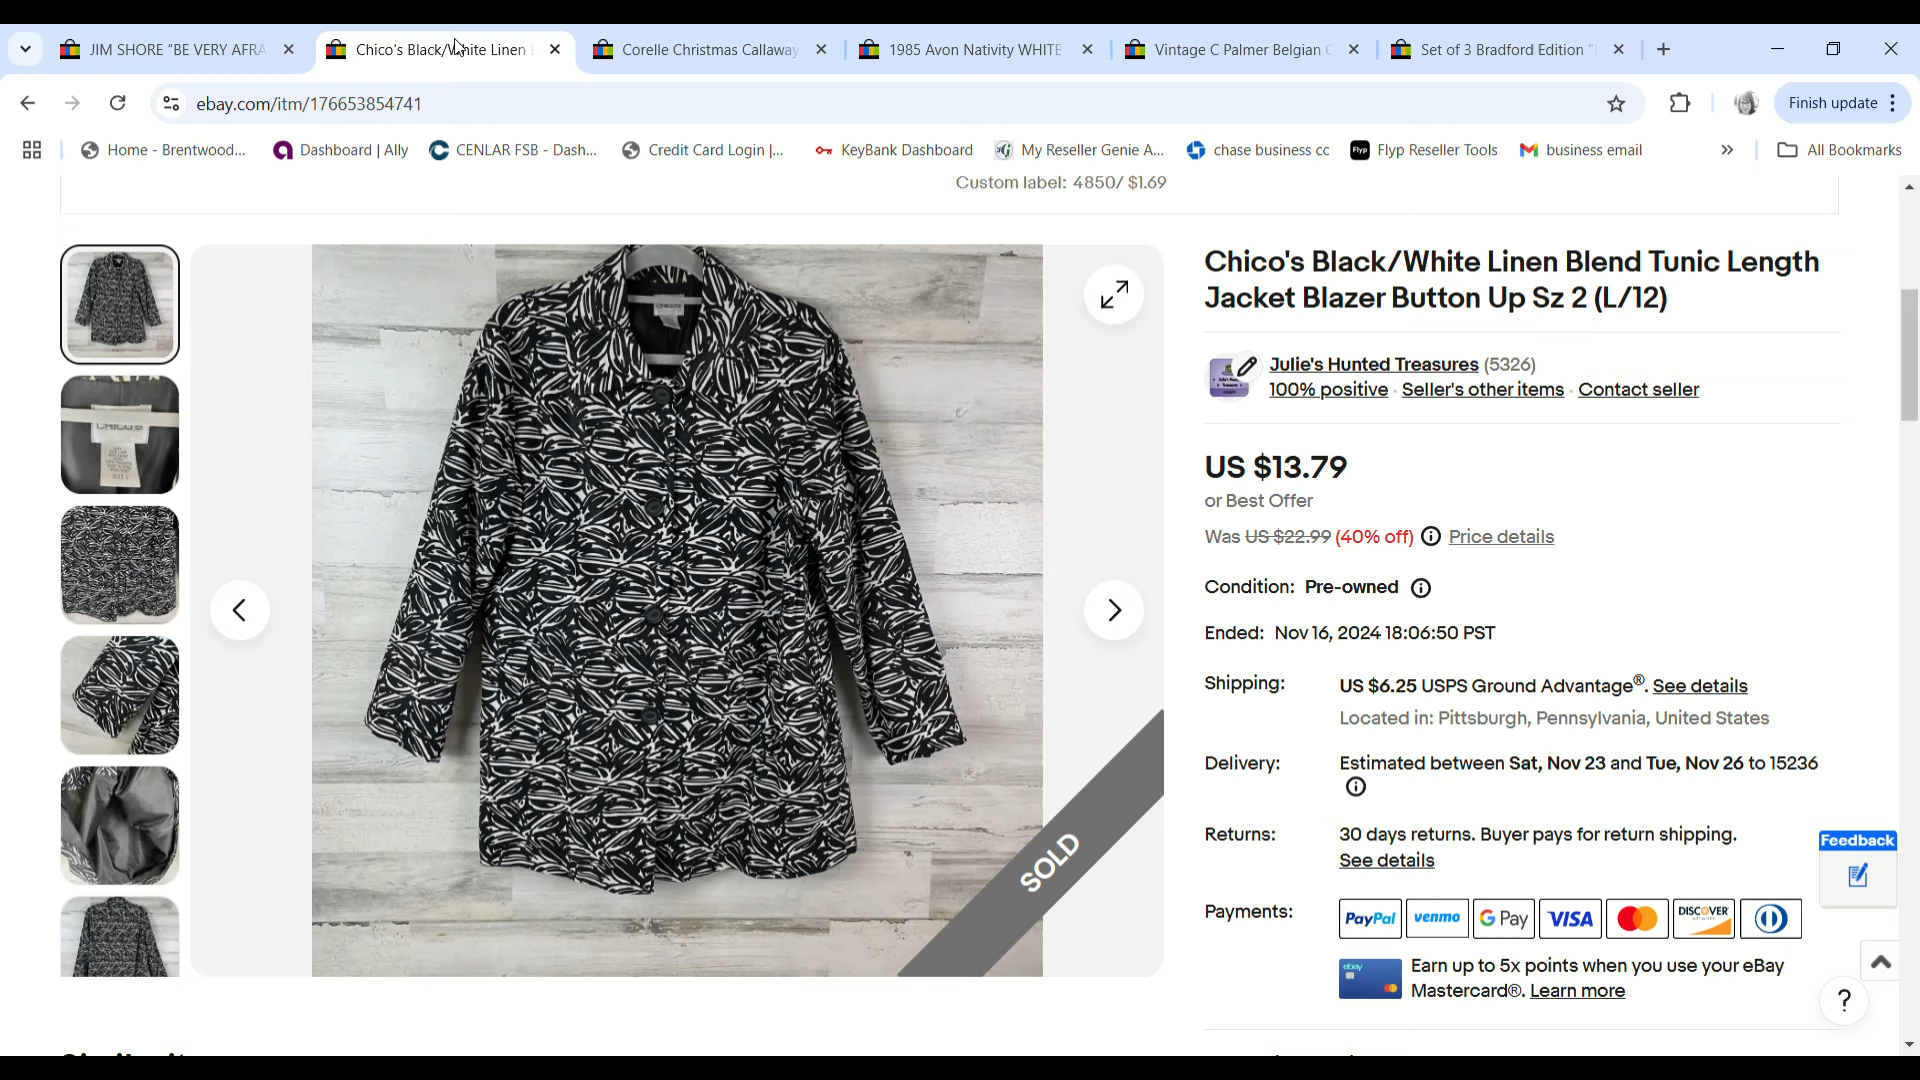 JIM SHORE "BE VERY AFRA
Chico's Black/White Linen
Corelle Christmas Callaway
1985 Avon Nativity WHITE
Vintage C Palmer Belgian C
Set of 3 Bradford Edition "
ebay.com/itm/176653854741
Finish update
Home - Brentwood...
Dashboard | Ally
CENLAR FSB - Dash...
Credit Card Login |...
KeyBank Dashboard
My Reseller Genie A...
chase business cc
Flyp
Flyp Reseller Tools
business email
All Bookmarks
Custom label: 4850/ $1.69
CHICO'S
SOLD
Chico's Black/White Linen Blend Tunic Length
Jacket Blazer Button Up Sz 2 (L/12)
Julie's Hunted Treasures (5326)
100% positive · Seller's other items · Contact seller
US $13.79
or Best Offer
Was US $22.99 (40% off) Price details
Condition: Pre-owned
Ended: Nov 16, 2024 18:06:50 PST
Shipping: US $6.25 USPS Ground Advantage®. See details
Located in: Pittsburgh, Pennsylvania, United States
Delivery: Estimated between Sat, Nov 23 and Tue, Nov 26 to 15236
Returns: 30 days returns. Buyer pays for return shipping.
See details
Feedback
Payments: PayPal venmo G Pay VISA DISCOVER
ebay
Earn up to 5x points when you use your eBay
Mastercard®. Learn more
?